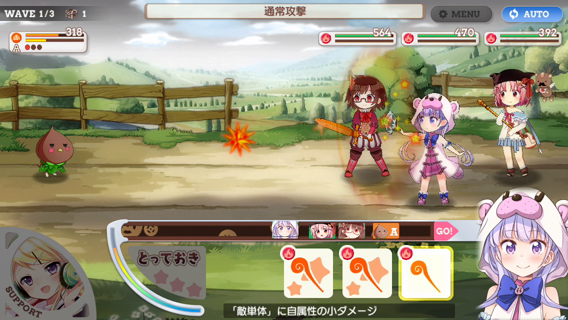 WAVE 1/3 1
通常攻撃
MENU
AUTO
318
564
470
392
A
A
GO!
とっておき
SUPPORT
「敵単体」に自属性の小ダメージ